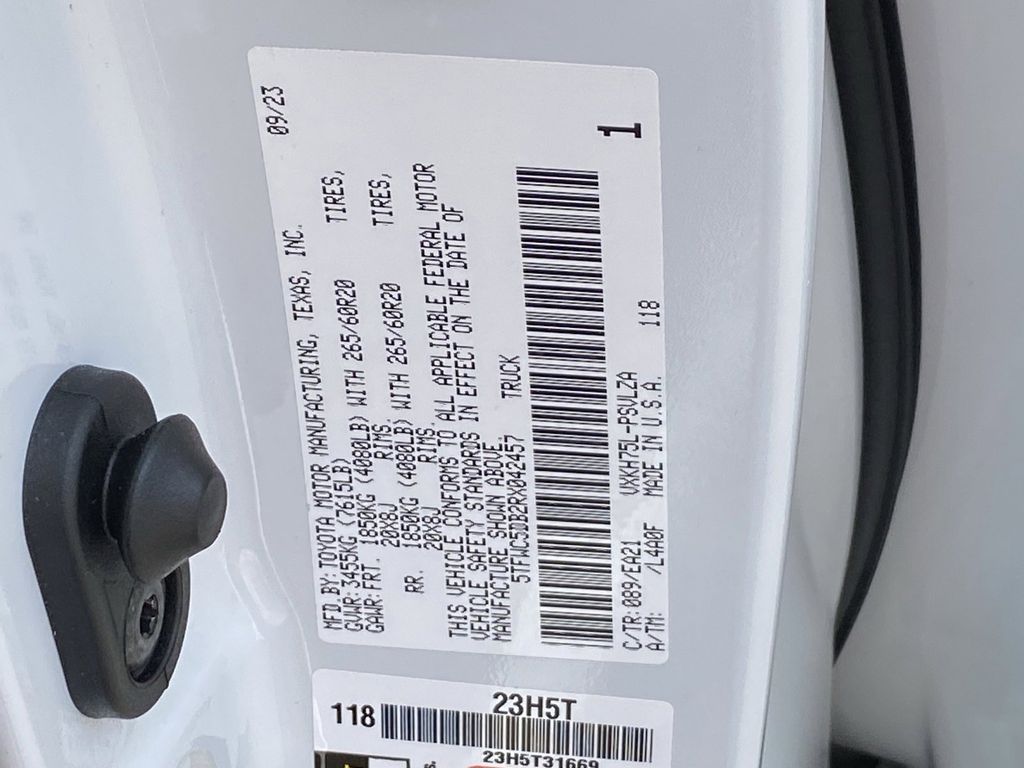 MFD.BY:TOYOTA MOTOR MANUFACTURING, TEXAS, INC. 09/23
GVWR:3455KG (7615LB)
GAWR:FRT. 1850KG (4080LB) WITH 265/60R20 TIRES,
20X8J RIMS.
RR. 1850KG (4080LB) WITH 265/60R20 TIRES,
20X8J RIMS.
THIS VEHICLE CONFORMS TO ALL APPLICABLE FEDERAL MOTOR
VEHICLE SAFETY STANDARDS IN EFFECT ON THE DATE OF
MANUFACTURE SHOWN ABOVE.
5TFWC5DB2RX042457 TRUCK
1
C/TR:089/EA21 VXKH75L-PSVLZA
A/TM: /L4A0F MADE IN U.S.A. 118
23H5T
118
23H5T31669